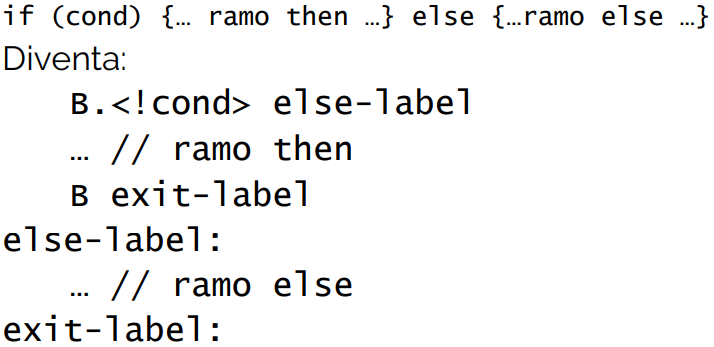 if (cond) {… ramo then …} else {…ramo else …}
Diventa:
B.<!cond> else-label
… // ramo then
B exit-label
else-label:
… // ramo else
exit-label: